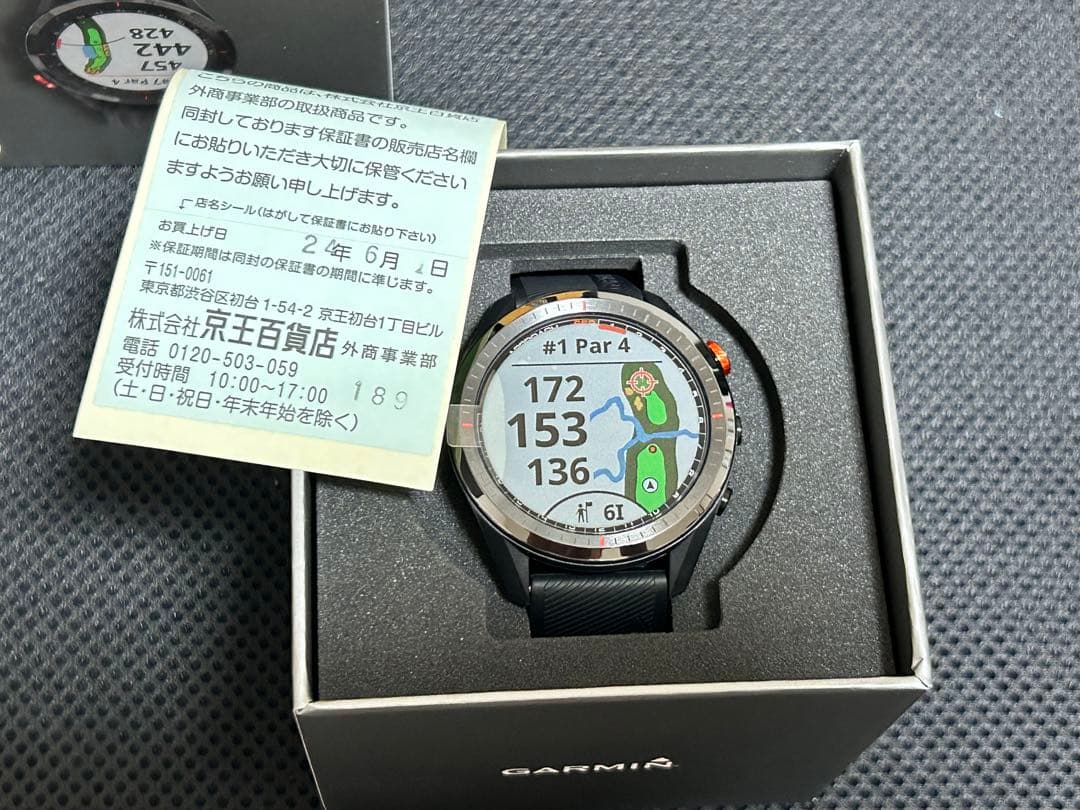 428
442
457
#1 Par 4
こちらの商品は、株式会社京王百貨店
外商事業部の取扱商品です。
同封しております保証書の販売店名欄
にお貼りいただき大切に保管ください
ますようお願い申し上げます。
店名シール(はがして保証書にお貼り下さい)
お買上げ日 24年 6月 日
※保証期間は同封の保証書の期間に準じます。
〒151-0061
東京都渋谷区初台1-54-2 京王初台1丁目ビル
株式会社京王百貨店 外商事業部
電話 0120-503-059
受付時間 10:00~17:00 189
(土・日・祝日・年末年始を除く)
#1 Par 4
172
153
136
6I
GARMIN